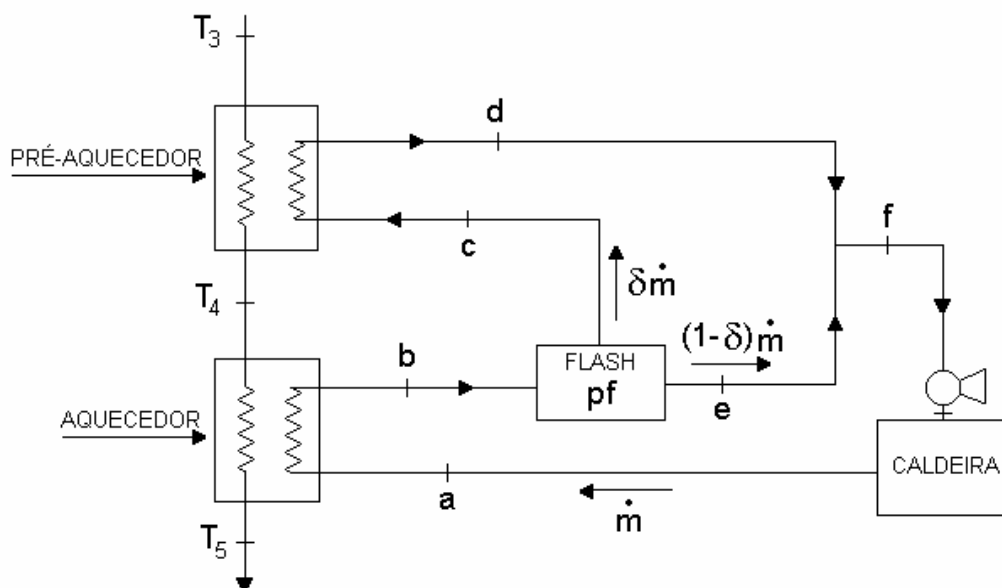 T3
d
PRÉ-AQUECEDOR
c
f
T4
δṁ
(1-δ)ṁ
b
FLASH
pf
e
AQUECEDOR
a
CALDEIRA
ṁ
T5